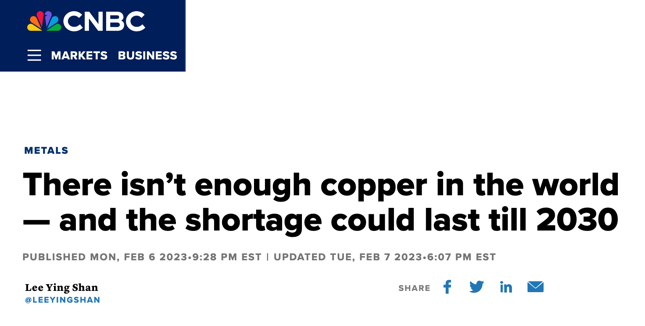 CNBC
MARKETS BUSINESS
METALS
There isn’t enough copper in the world
— and the shortage could last till 2030
PUBLISHED MON, FEB 6 2023•9:28 PM EST | UPDATED TUE, FEB 7 2023•6:07 PM EST
Lee Ying Shan
@LEEYINGSHAN
SHARE